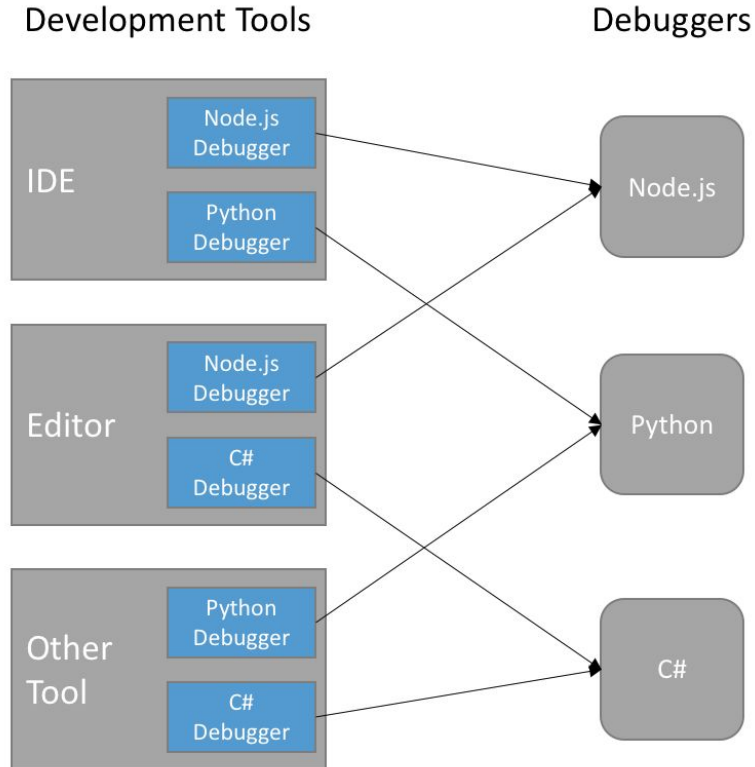 Development Tools
Debuggers
IDE
Node.js
Debugger
Python
Debugger
Node.js
Editor
Node.js
Debugger
C#
Debugger
Python
Other
Tool
Python
Debugger
C#
Debugger
C#